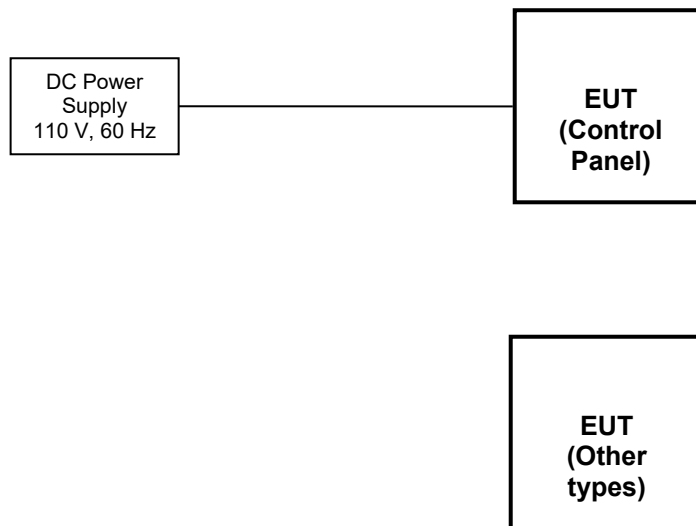 DC Power
Supply
110 V, 60 Hz
EUT
(Control
Panel)
EUT
(Other
types)